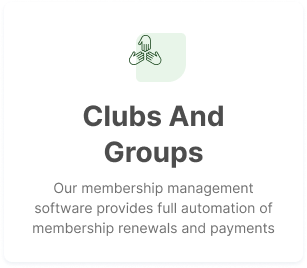 Clubs And
Groups
Our membership management
software provides full automation of
membership renewals and payments